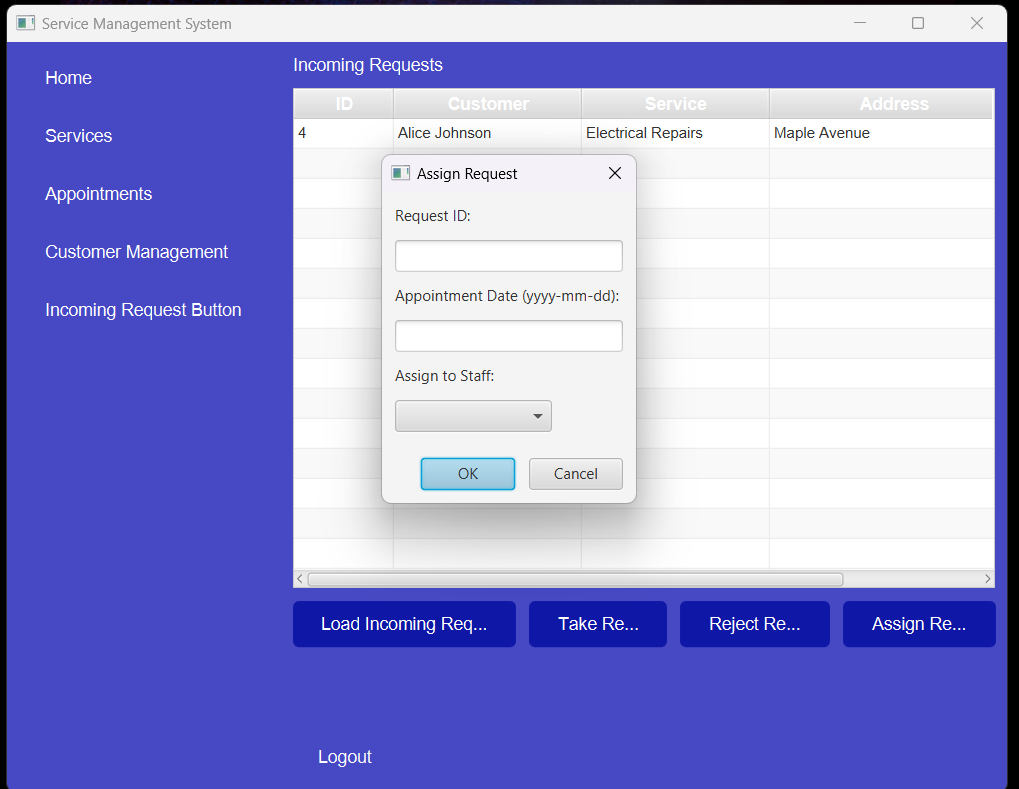 Service Management System
Home
Services
Appointments
Customer Management
Incoming Request Button
Incoming Requests
ID Customer Service Address
4 Alice Johnson Electrical Repairs Maple Avenue
Assign Request
Request ID:
Appointment Date (yyyy-mm-dd):
Assign to Staff:
OK Cancel
Load Incoming Req... Take Re... Reject Re... Assign Re...
Logout